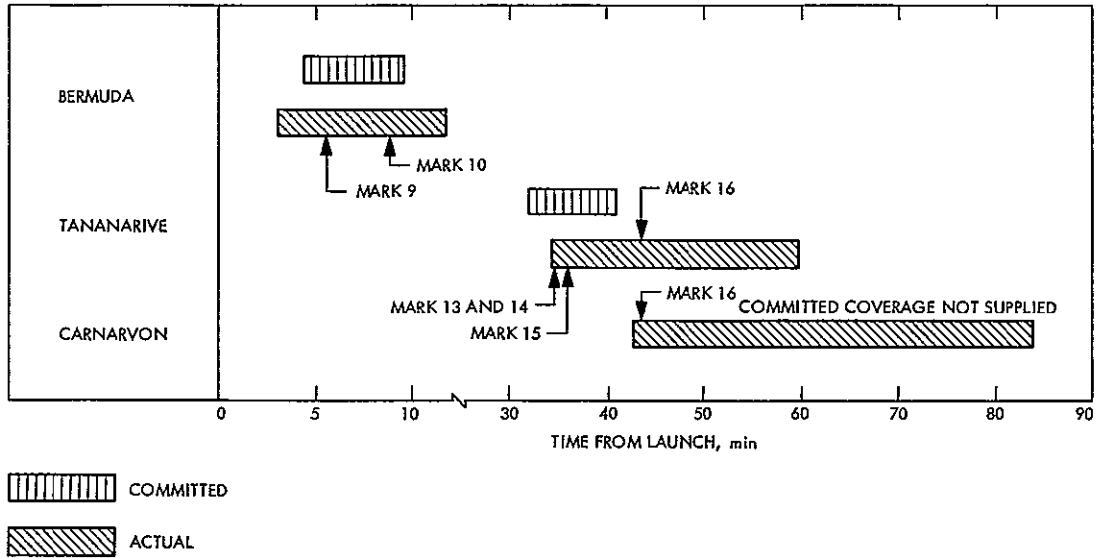 BERMUDA
MARK 10
MARK 9
MARK 16
TANANARIVE
MARK 13 AND 14
MARK 16
COMMITTED COVERAGE NOT SUPPLIED
MARK 15
CARNARVON
0 5 10 30 40 50 60 70 80 90
TIME FROM LAUNCH, min
COMMITTED
ACTUAL